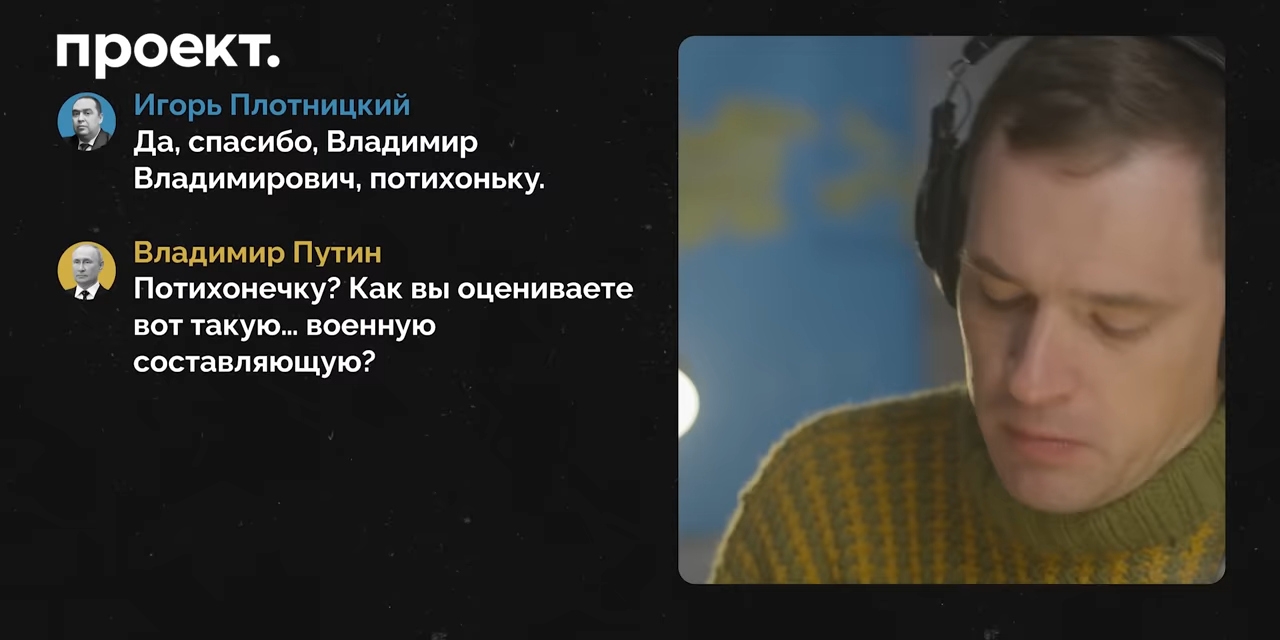 проект.
Игорь Плотницкий
Да, спасибо, Владимир
Владимирович, потихоньку.
Владимир Путин
Потихонечку? Как вы оцениваете
вот такую... военную
составляющую?